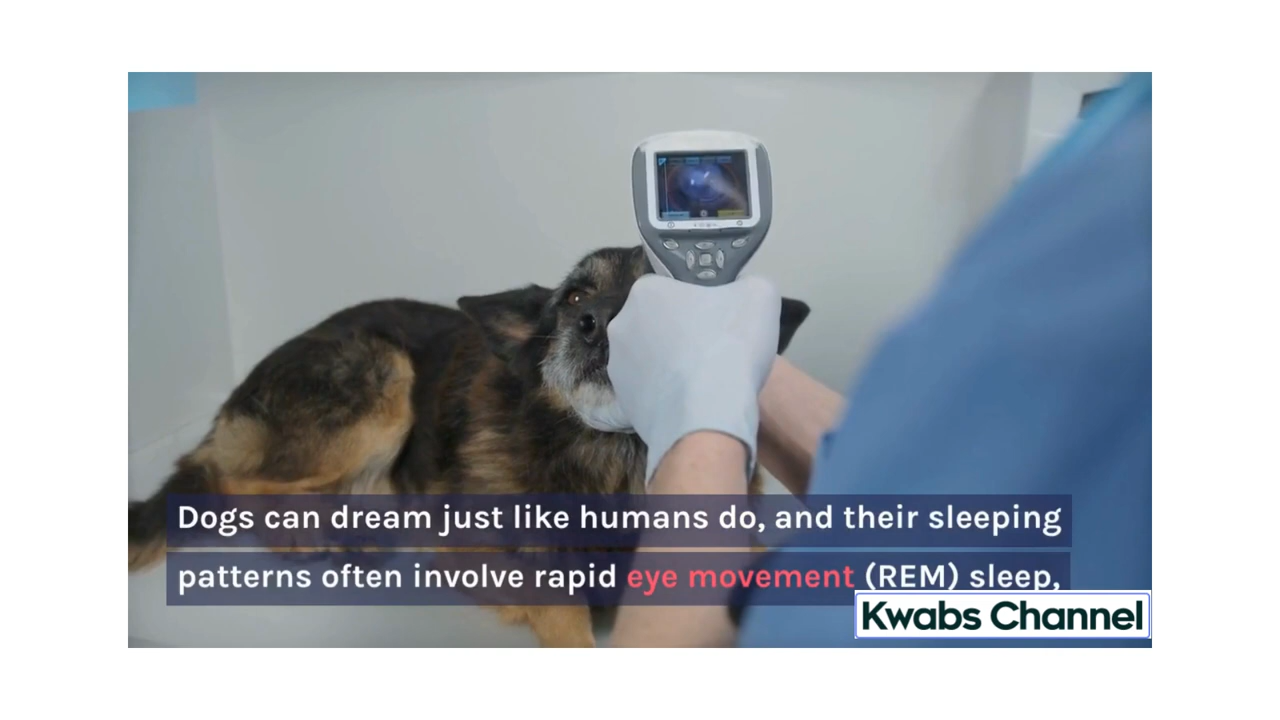 Dogs can dream just like humans do, and their sleeping
patterns often involve rapid eye movement (REM) sleep,
Kwabs Channel